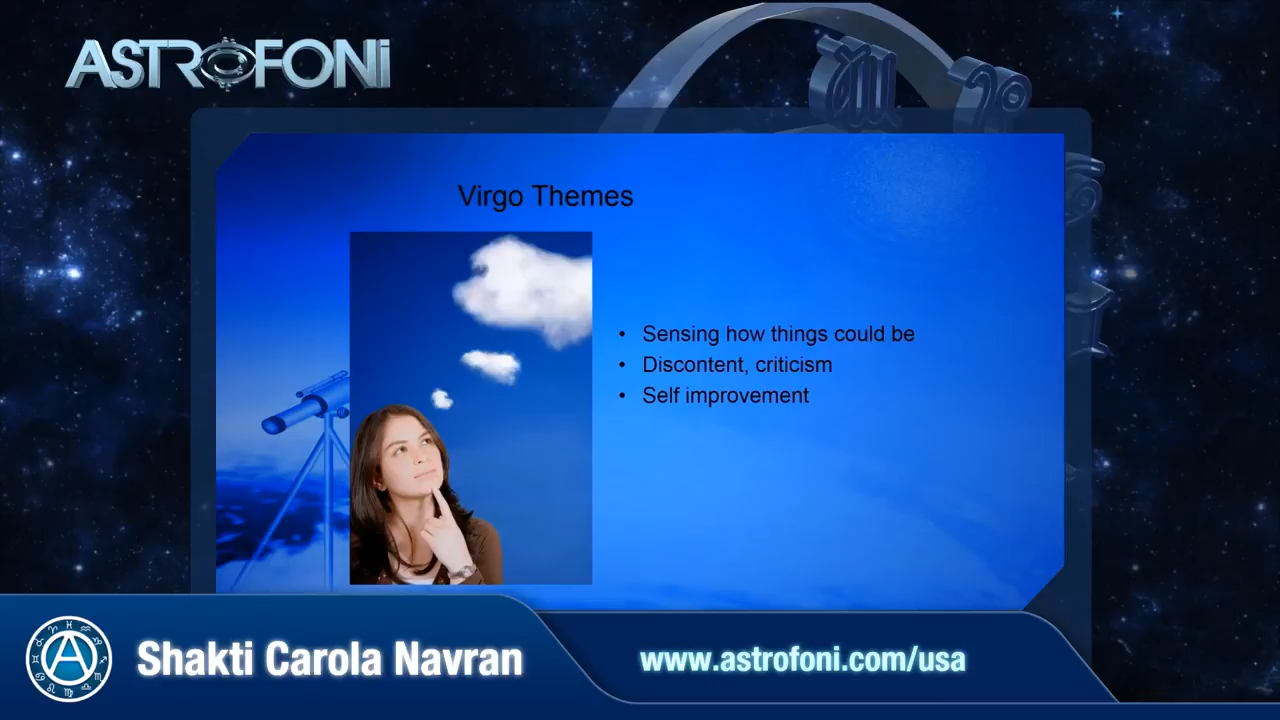 ASTROFONi
Virgo Themes
• Sensing how things could be
• Discontent, criticism
• Self improvement
Shakti Carola Navran
www.astrofoni.com/usa